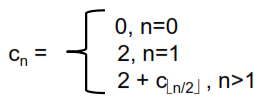 0, n=0
cₙ = 2, n=1
2 + c⌊n/2⌋ , n>1